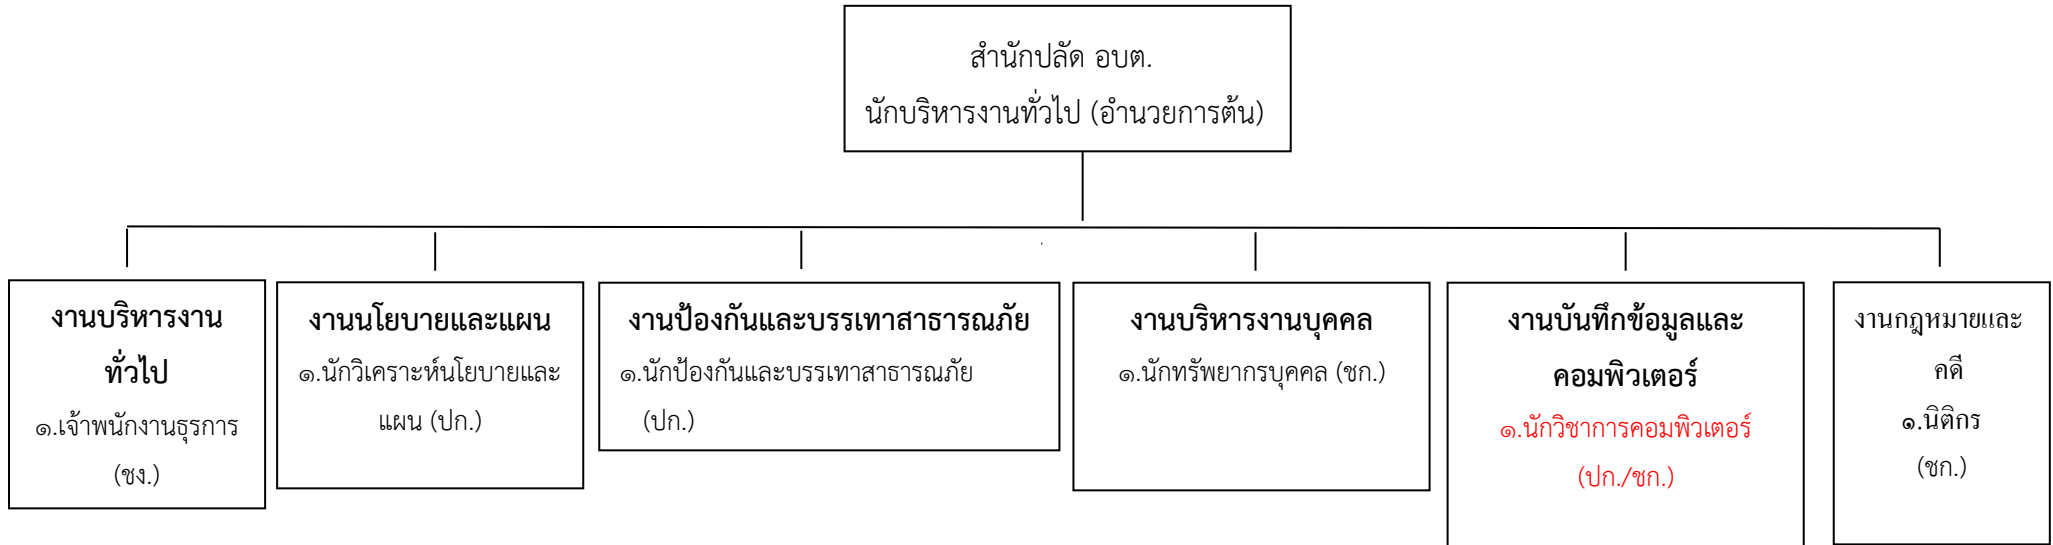 สำนักปลัด อบต.
นักบริหารงานทั่วไป (อำนวยการต้น)
งานบริหารงาน
ทั่วไป
๑.เจ้าพนักงานธุรการ
(ชง.)
งานนโยบายและแผน
๑.นักวิเคราะห์นโยบายและ
แผน (ปก.)
งานป้องกันและบรรเทาสาธารณภัย
๑.นักป้องกันและบรรเทาสาธารณภัย
(ปก.)
งานบริหารงานบุคคล
๑.นักทรัพยากรบุคคล (ชก.)
งานบันทึกข้อมูลและ
คอมพิวเตอร์
๑.นักวิชาการคอมพิวเตอร์
(ปก./ชก.)
งานกฎหมายและ
คดี
๑.นิติกร
(ชก.)